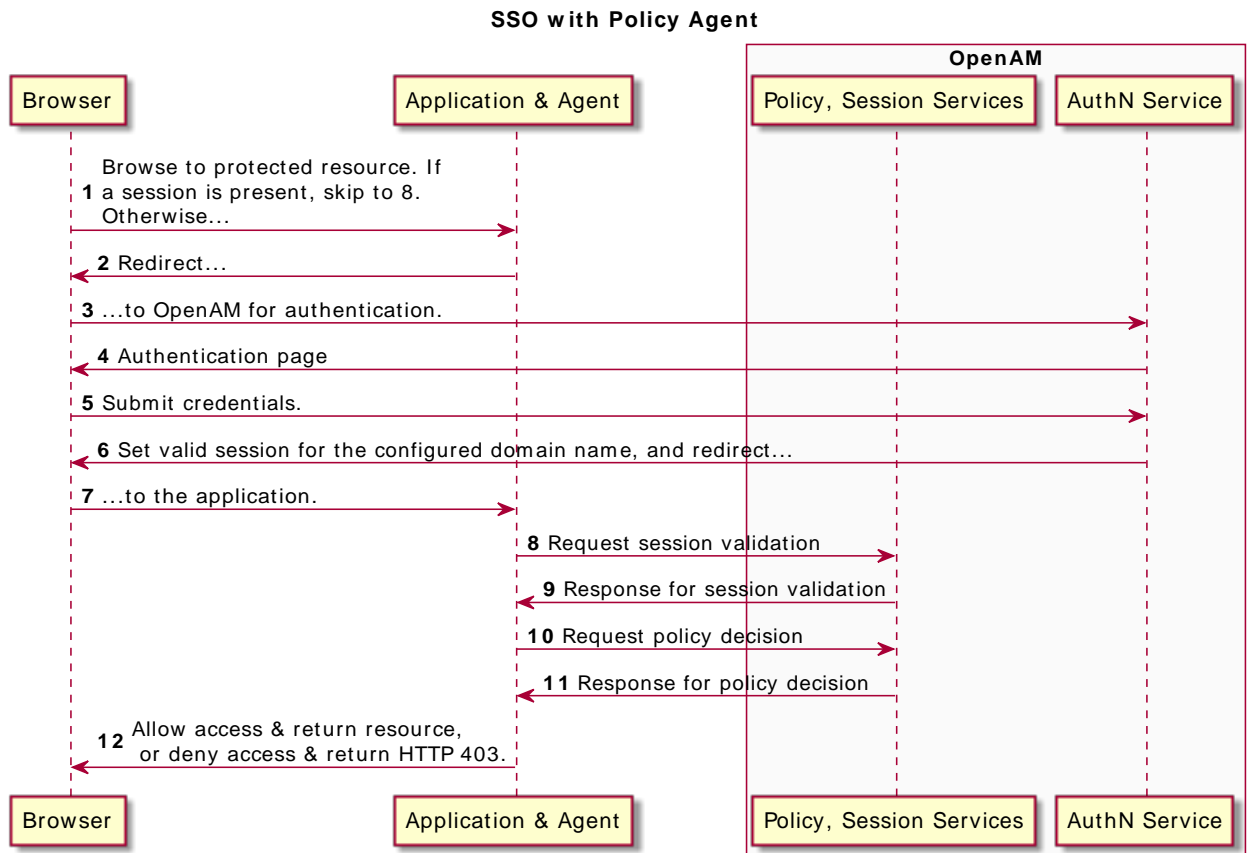 SSO with Policy Agent
OpenAM
Browser
Application & Agent
Policy, Session Services
AuthN Service
Browse to protected resource. If
1 a session is present, skip to 8.
Otherwise...
2 Redirect...
3 ...to OpenAM for authentication.
4 Authentication page
5 Submit credentials.
6 Set valid session for the configured domain name, and redirect...
7 ...to the application.
8 Request session validation
9 Response for session validation
10 Request policy decision
11 Response for policy decision
Allow access & return resource,
12 or deny access & return HTTP 403.
Browser
Application & Agent
Policy, Session Services
AuthN Service